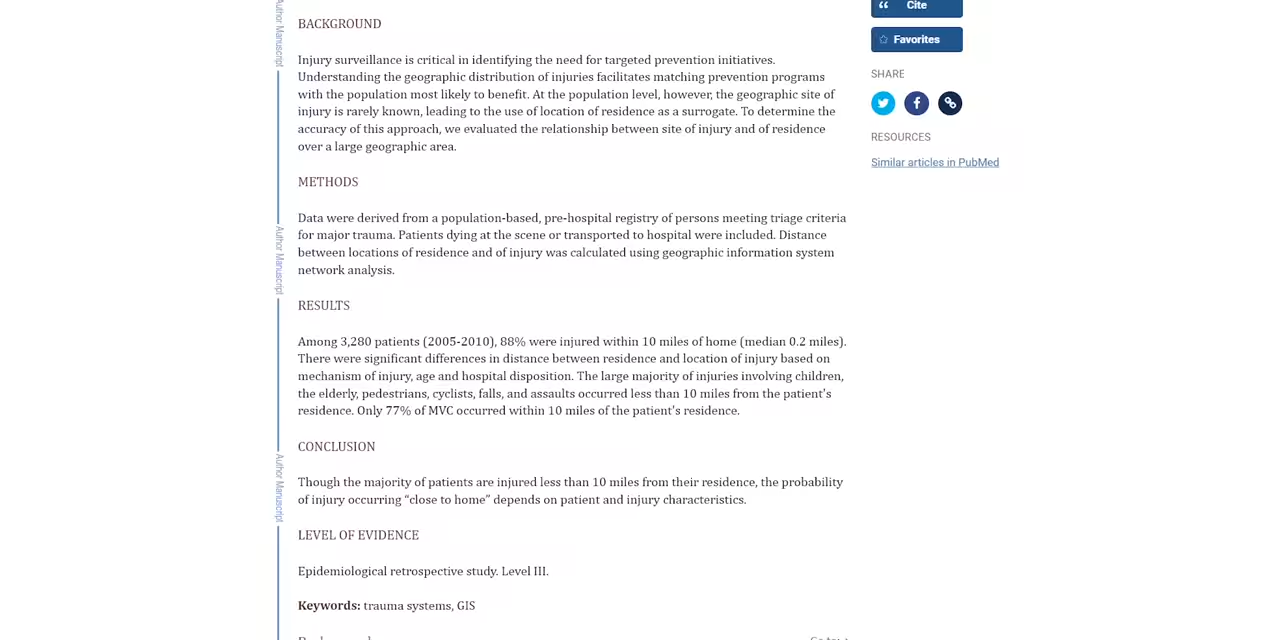 Cite
BACKGROUND
Favorites
Injury surveillance is critical in identifying the need for targeted prevention initiatives.
Understanding the geographic distribution of injuries facilitates matching prevention programs
with the population most likely to benefit. At the population level, however, the geographic site of
injury is rarely known, leading to the use of location of residence as a surrogate. To determine the
accuracy of this approach, we evaluated the relationship between site of injury and of residence
over a large geographic area.
SHARE
RESOURCES
Similar articles in PubMed
METHODS
Data were derived from a population-based, pre-hospital registry of persons meeting triage criteria
for major trauma. Patients dying at the scene or transported to hospital were included. Distance
between locations of residence and of injury was calculated using geographic information system
network analysis.
RESULTS
Among 3,280 patients (2005-2010), 88% were injured within 10 miles of home (median 0.2 miles).
There were significant differences in distance between residence and location of injury based on
mechanism of injury, age and hospital disposition. The large majority of injuries involving children,
the elderly, pedestrians, cyclists, falls, and assaults occurred less than 10 miles from the patient's
residence. Only 77% of MVC occurred within 10 miles of the patient's residence.
CONCLUSION
Though the majority of patients are injured less than 10 miles from their residence, the probability
of injury occurring “close to home” depends on patient and injury characteristics.
LEVEL OF EVIDENCE
Epidemiological retrospective study. Level III.
Keywords: trauma systems, GIS
Author Manuscript
Author Manuscript
Author Manuscript